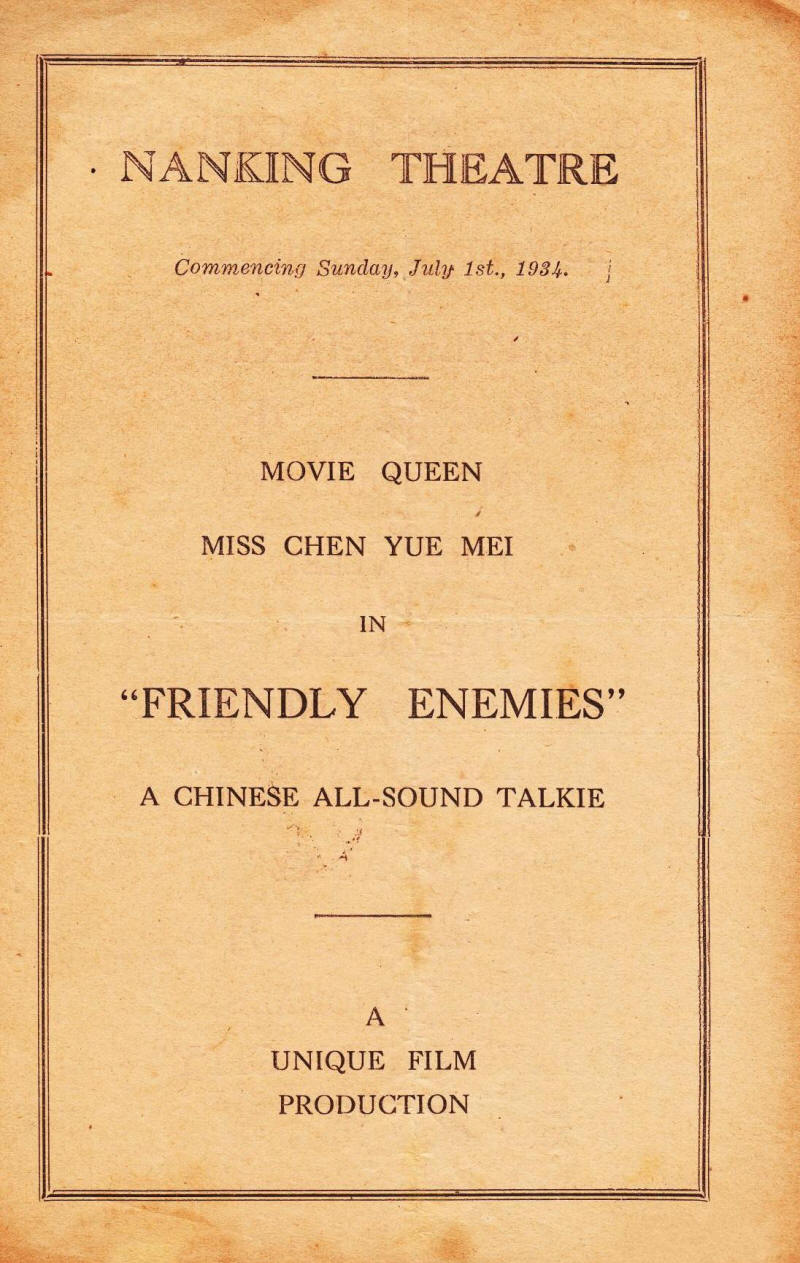 NANKING THEATRE
Commencing Sunday, July 1st., 1934.
MOVIE QUEEN
MISS CHEN YUE MEI
IN
“FRIENDLY ENEMIES”
A CHINESE ALL-SOUND TALKIE
A
UNIQUE FILM
PRODUCTION